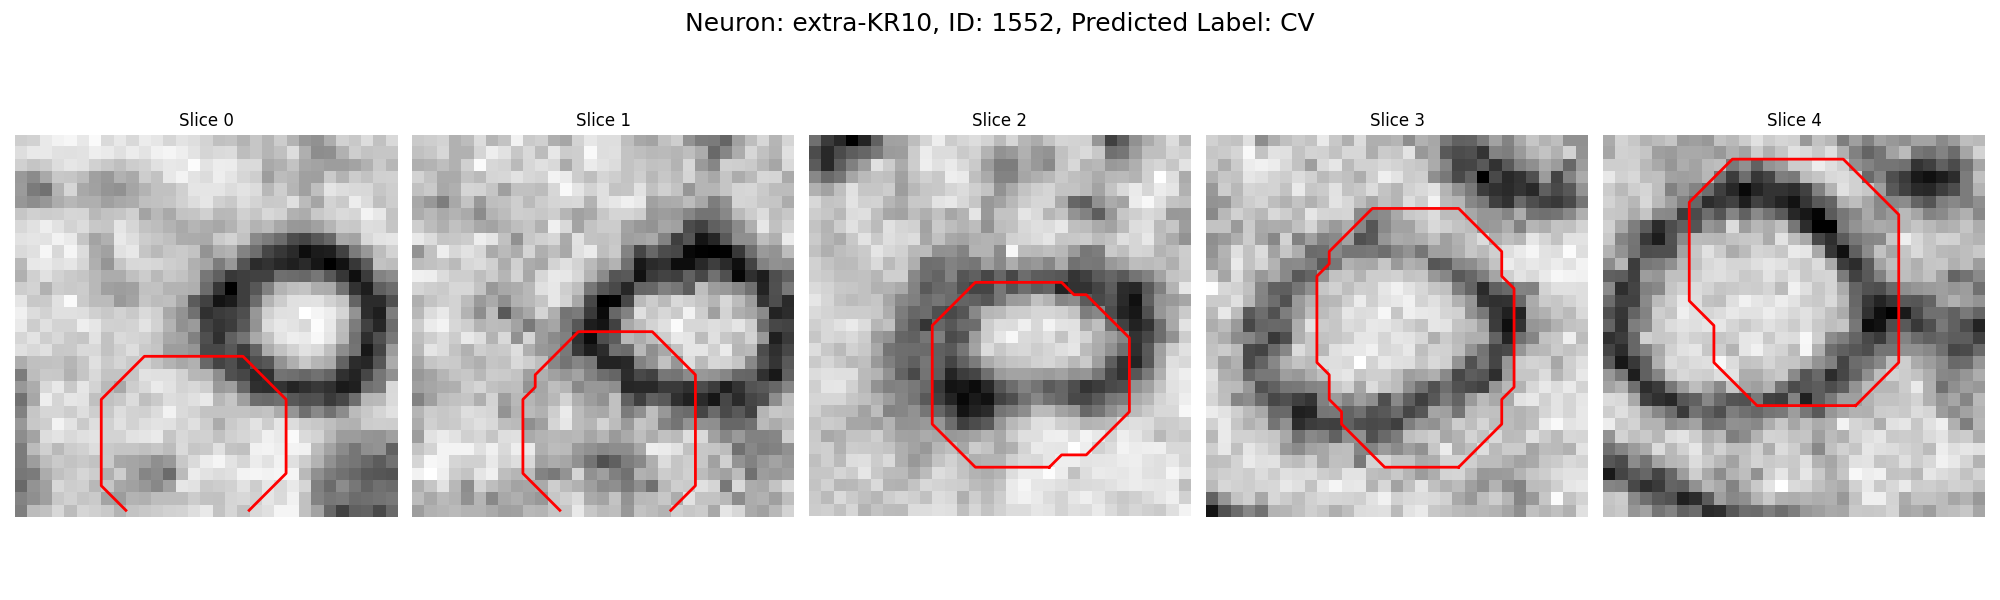 Neuron: extra-KR10, ID: 1552, Predicted Label: CV
Slice 0
Slice 1
Slice 2
Slice 3
Slice 4